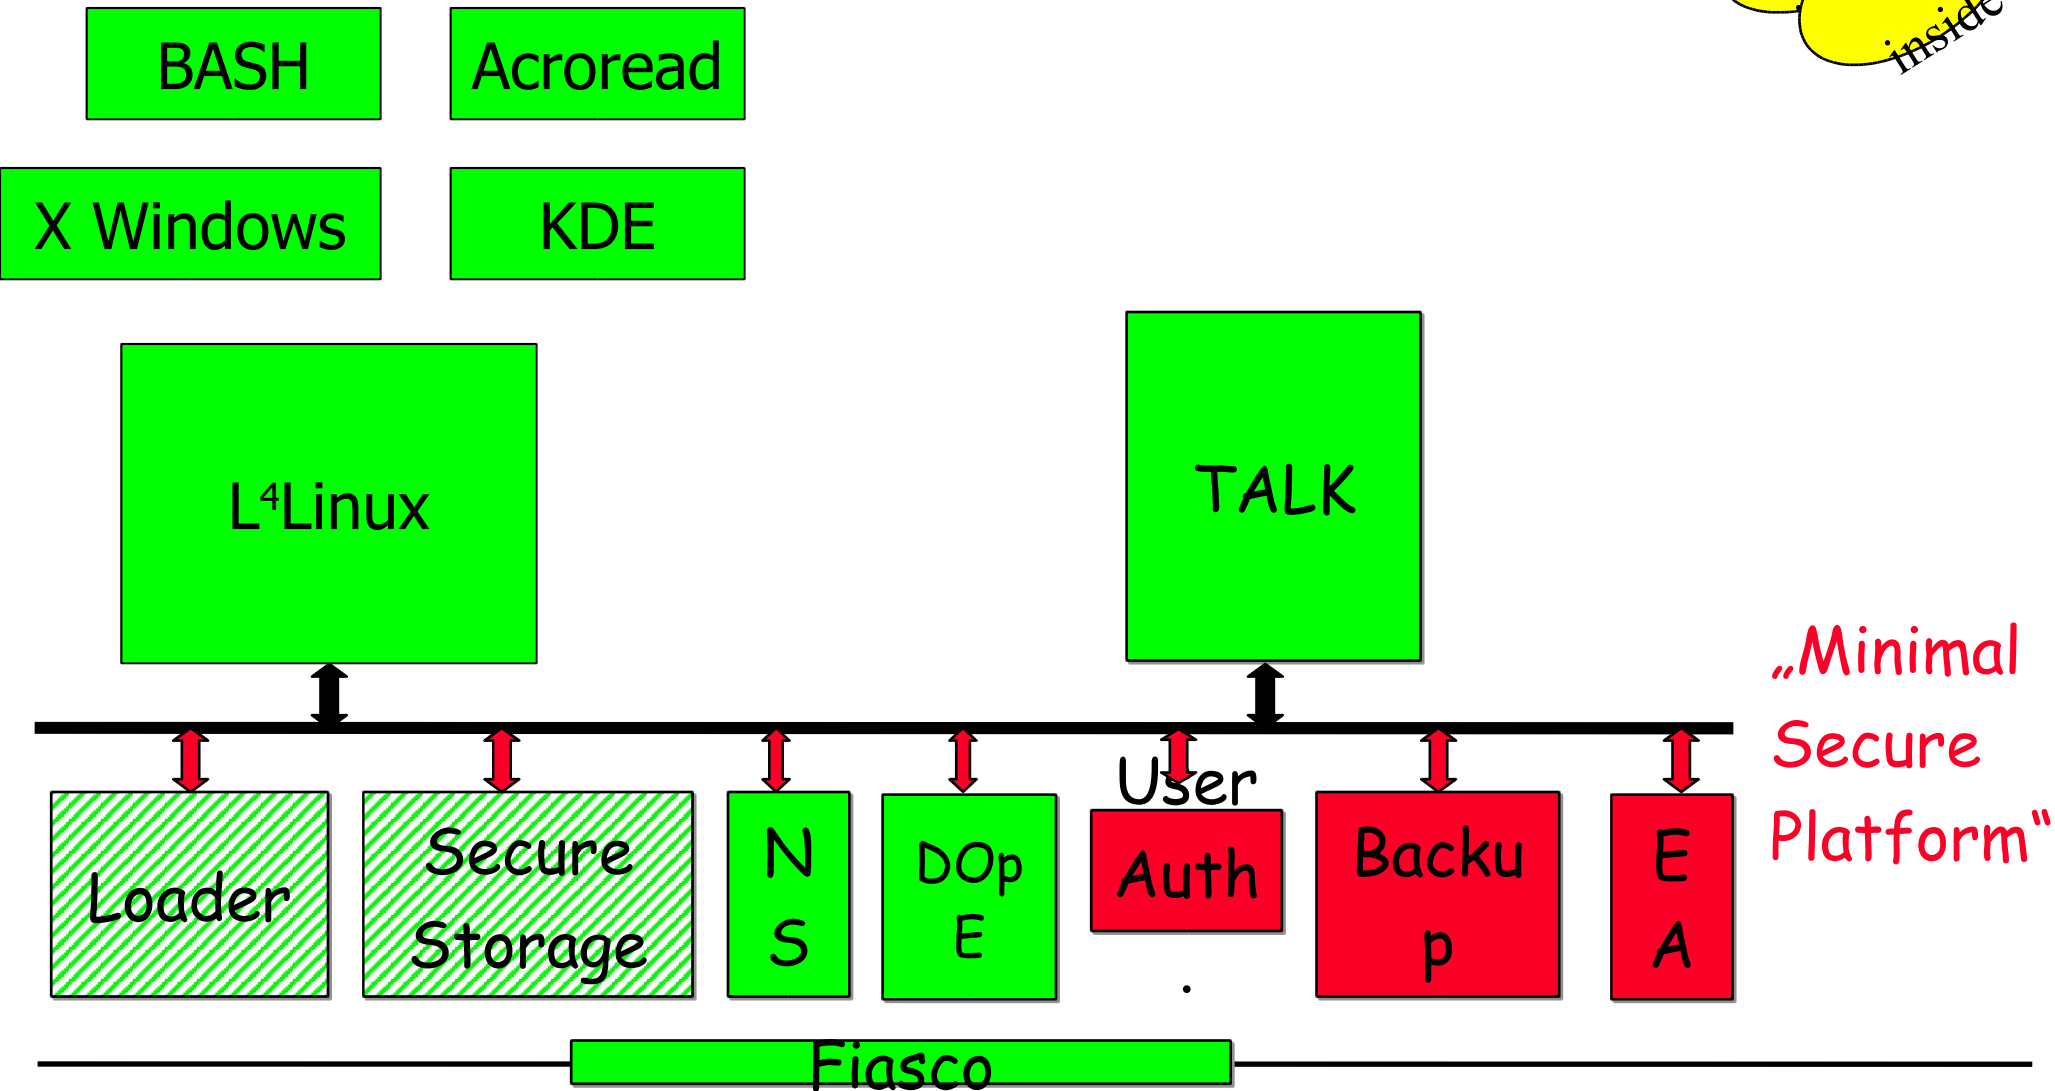 inside
BASH
Acroread
X Windows
KDE
L⁴Linux
TALK
„Minimal
Secure
Platform“
Loader
Secure
Storage
N
S
DOp
E
User
Auth
.
Backu
p
E
A
Fiasco